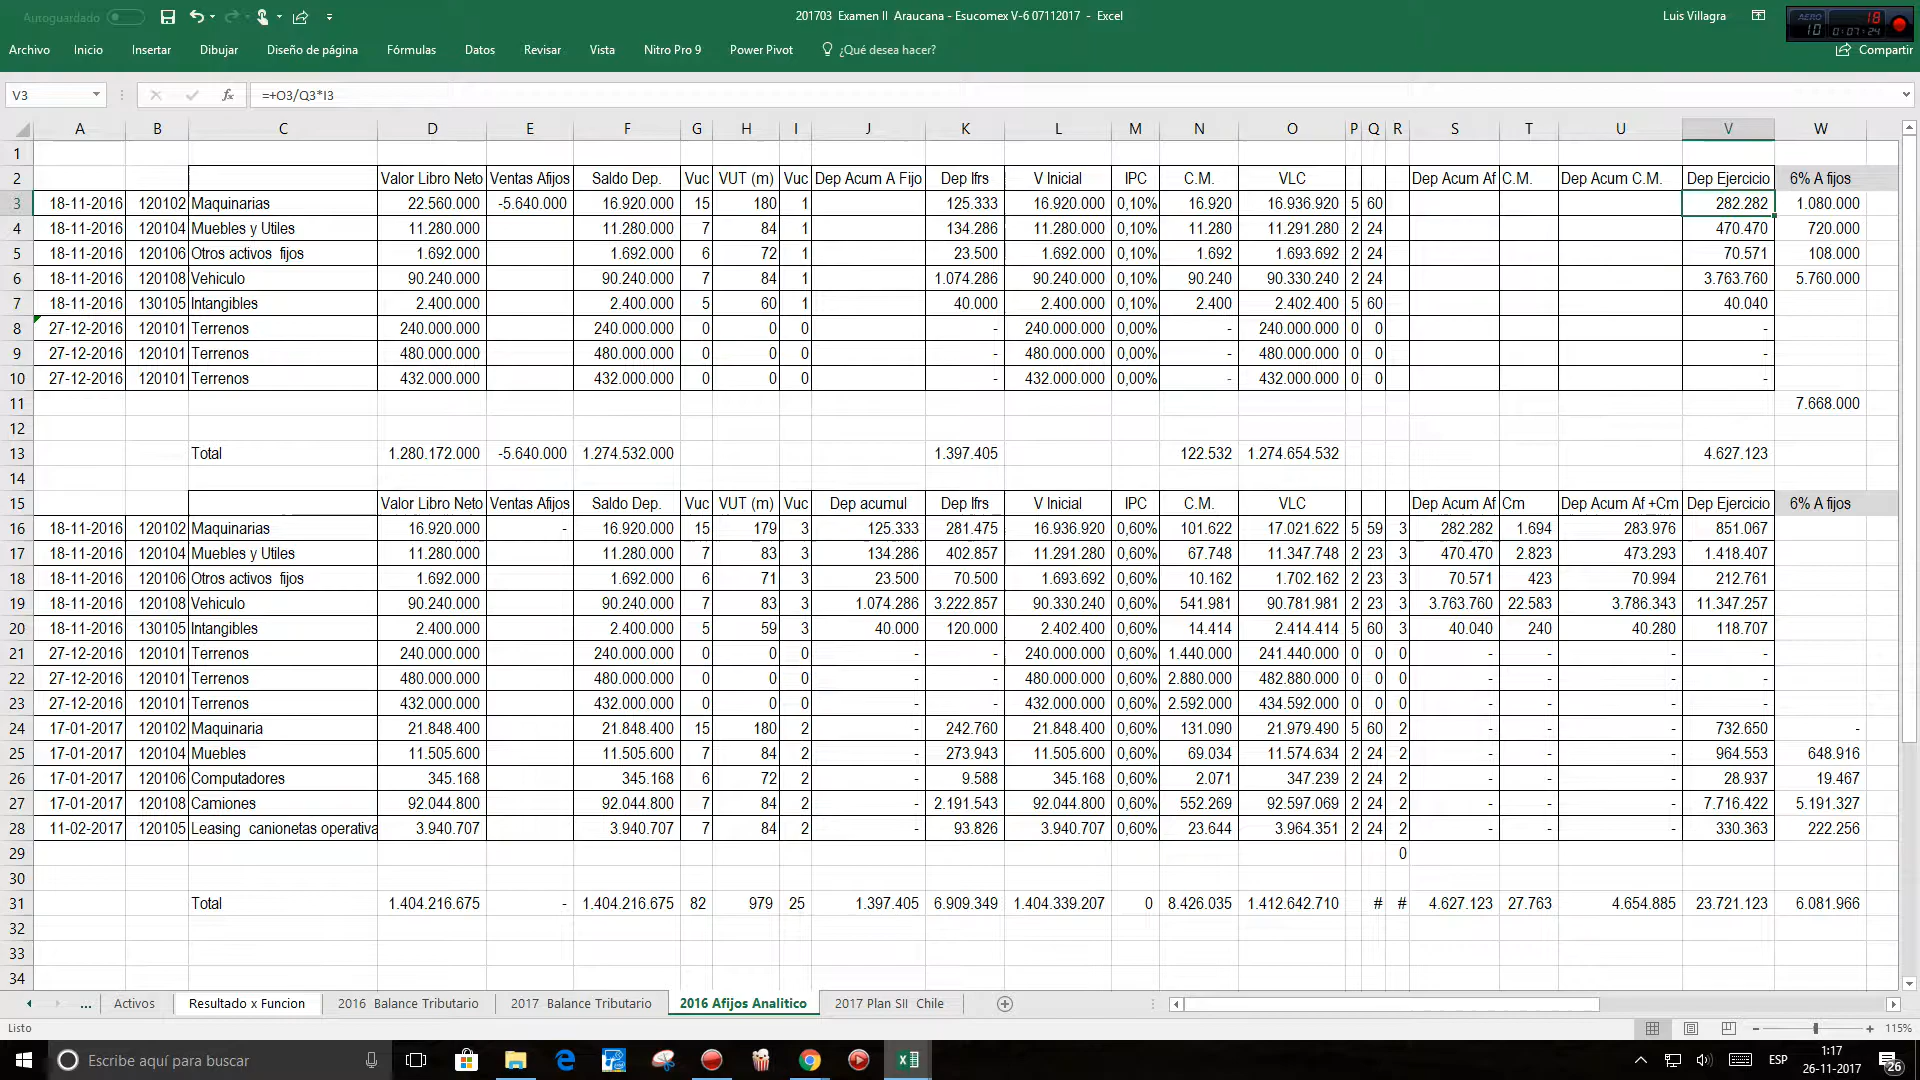 Autoguardado
201703 Examen II Araucana - Esucomex V-6 07112017 - Excel
Luis Villagra
AERO 10 18 0:07:24
Archivo Inicio Insertar Dibujar Diseño de página Fórmulas Datos Revisar Vista Nitro Pro 9 Power Pivot ¿Qué desea hacer? Compartir
V3 fx =+O3/Q3*I3
A B C D E F G H I J K L M N O P Q R S T U V W
1
2 Valor Libro Neto Ventas Afijos Saldo Dep. Vuc VUT (m) Vuc Dep Acum A Fijo Dep Ifrs V Inicial IPC C.M. VLC Dep Acum Af C.M. Dep Acum C.M. Dep Ejercicio 6% A fijos
3 18-11-2016 120102 Maquinarias 22.560.000 -5.640.000 16.920.000 15 180 1 125.333 16.920.000 0,10% 16.920 16.936.920 5 60 282.282 1.080.000
4 18-11-2016 120104 Muebles y Utiles 11.280.000 11.280.000 7 84 1 134.286 11.280.000 0,10% 11.280 11.291.280 2 24 470.470 720.000
5 18-11-2016 120106 Otros activos fijos 1.692.000 1.692.000 6 72 1 23.500 1.692.000 0,10% 1.692 1.693.692 2 24 70.571 108.000
6 18-11-2016 120108 Vehiculo 90.240.000 90.240.000 7 84 1 1.074.286 90.240.000 0,10% 90.240 90.330.240 2 24 3.763.760 5.760.000
7 18-11-2016 130105 Intangibles 2.400.000 2.400.000 5 60 1 40.000 2.400.000 0,10% 2.400 2.402.400 5 60 40.040
8 27-12-2016 120101 Terrenos 240.000.000 240.000.000 0 0 0 - 240.000.000 0,00% - 240.000.000 0 0 -
9 27-12-2016 120101 Terrenos 480.000.000 480.000.000 0 0 0 - 480.000.000 0,00% - 480.000.000 0 0 -
10 27-12-2016 120101 Terrenos 432.000.000 432.000.000 0 0 0 - 432.000.000 0,00% - 432.000.000 0 0 -
11 7.668.000
12
13 Total 1.280.172.000 -5.640.000 1.274.532.000 1.397.405 122.532 1.274.654.532 4.627.123
14
15 Valor Libro Neto Ventas Afijos Saldo Dep. Vuc VUT (m) Vuc Dep acumul Dep Ifrs V Inicial IPC C.M. VLC Dep Acum Af Cm Dep Acum Af +Cm Dep Ejercicio 6% A fijos
16 18-11-2016 120102 Maquinarias 16.920.000 - 16.920.000 15 179 3 125.333 281.475 16.936.920 0,60% 101.622 17.021.622 5 59 3 282.282 1.694 283.976 851.067
17 18-11-2016 120104 Muebles y Utiles 11.280.000 11.280.000 7 83 3 134.286 402.857 11.291.280 0,60% 67.748 11.347.748 2 23 3 470.470 2.823 473.293 1.418.407
18 18-11-2016 120106 Otros activos fijos 1.692.000 1.692.000 6 71 3 23.500 70.500 1.693.692 0,60% 10.162 1.702.162 2 23 3 70.571 423 70.994 212.761
19 18-11-2016 120108 Vehiculo 90.240.000 90.240.000 7 83 3 1.074.286 3.222.857 90.330.240 0,60% 541.981 90.781.981 2 23 3 3.763.760 22.583 3.786.343 11.347.257
20 18-11-2016 130105 Intangibles 2.400.000 2.400.000 5 59 3 40.000 120.000 2.402.400 0,60% 14.414 2.414.414 5 60 3 40.040 240 40.280 118.707
21 27-12-2016 120101 Terrenos 240.000.000 240.000.000 0 0 0 - - 240.000.000 0,60% 1.440.000 241.440.000 0 0 0 - - - -
22 27-12-2016 120101 Terrenos 480.000.000 480.000.000 0 0 0 - - 480.000.000 0,60% 2.880.000 482.880.000 0 0 0 - - - -
23 27-12-2016 120101 Terrenos 432.000.000 432.000.000 0 0 0 - - 432.000.000 0,60% 2.592.000 434.592.000 0 0 0 - - - -
24 17-01-2017 120102 Maquinaria 21.848.400 21.848.400 15 180 2 - 242.760 21.848.400 0,60% 131.090 21.979.490 5 60 2 - - - 732.650 -
25 17-01-2017 120104 Muebles 11.505.600 11.505.600 7 84 2 - 273.943 11.505.600 0,60% 69.034 11.574.634 2 24 2 - - - 964.553 648.916
26 17-01-2017 120106 Computadores 345.168 345.168 6 72 2 - 9.588 345.168 0,60% 2.071 347.239 2 24 2 - - - 28.937 19.467
27 17-01-2017 120108 Camiones 92.044.800 92.044.800 7 84 2 - 2.191.543 92.044.800 0,60% 552.269 92.597.069 2 24 2 - - - 7.716.422 5.191.327
28 11-02-2017 120105 Leasing canionetas operativa 3.940.707 3.940.707 7 84 2 - 93.826 3.940.707 0,60% 23.644 3.964.351 2 24 2 - - - 330.363 222.256
29 0
30
31 Total 1.404.216.675 - 1.404.216.675 82 979 25 1.397.405 6.909.349 1.404.339.207 0 8.426.035 1.412.642.710 # # 4.627.123 27.763 4.654.885 23.721.123 6.081.966
32
33
34
... Activos Resultado x Funcion 2016 Balance Tributario 2017 Balance Tributario 2016 Afijos Analitico 2017 Plan SII Chile
Listo 115%
Escribe aquí para buscar
ESP 1:17 26-11-2017 26